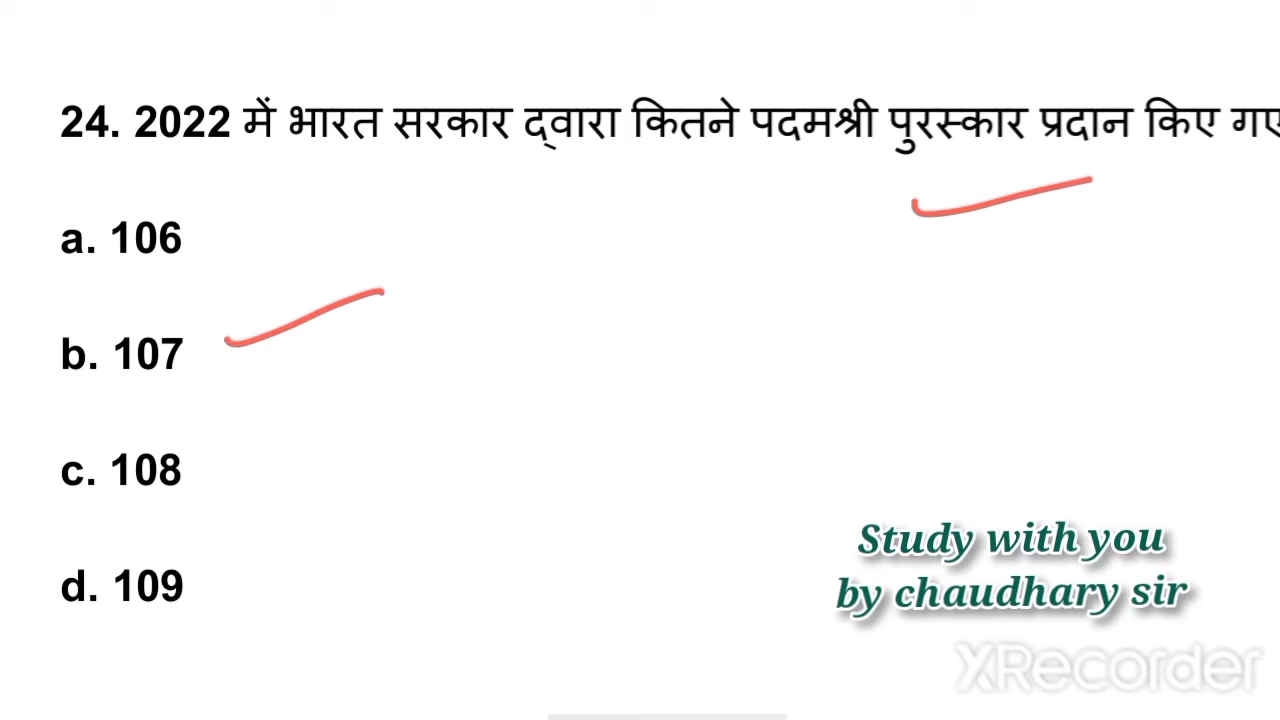 24. 2022 में भारत सरकार द्वारा कितने पदमश्री पुरस्कार प्रदान किए गए
a. 106
b. 107
c. 108
d. 109
Study with you
by chaudhary sir
XRecorder